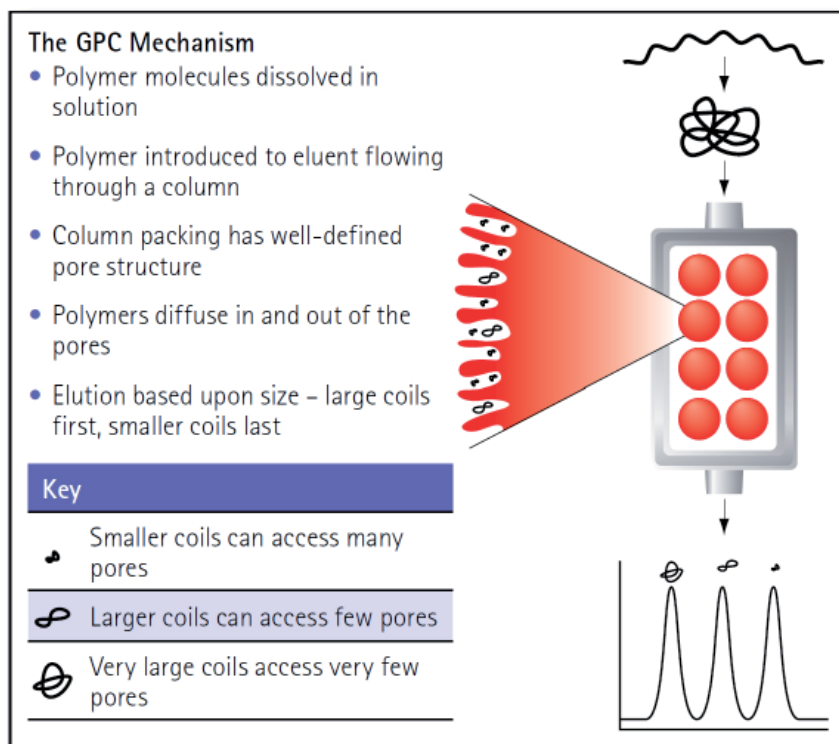 The GPC Mechanism
• Polymer molecules dissolved in
solution
• Polymer introduced to eluent flowing
through a column
• Column packing has well-defined
pore structure
• Polymers diffuse in and out of the
pores
• Elution based upon size – large coils
first, smaller coils last
Key
Smaller coils can access many
pores
Larger coils can access few pores
Very large coils access very few
pores